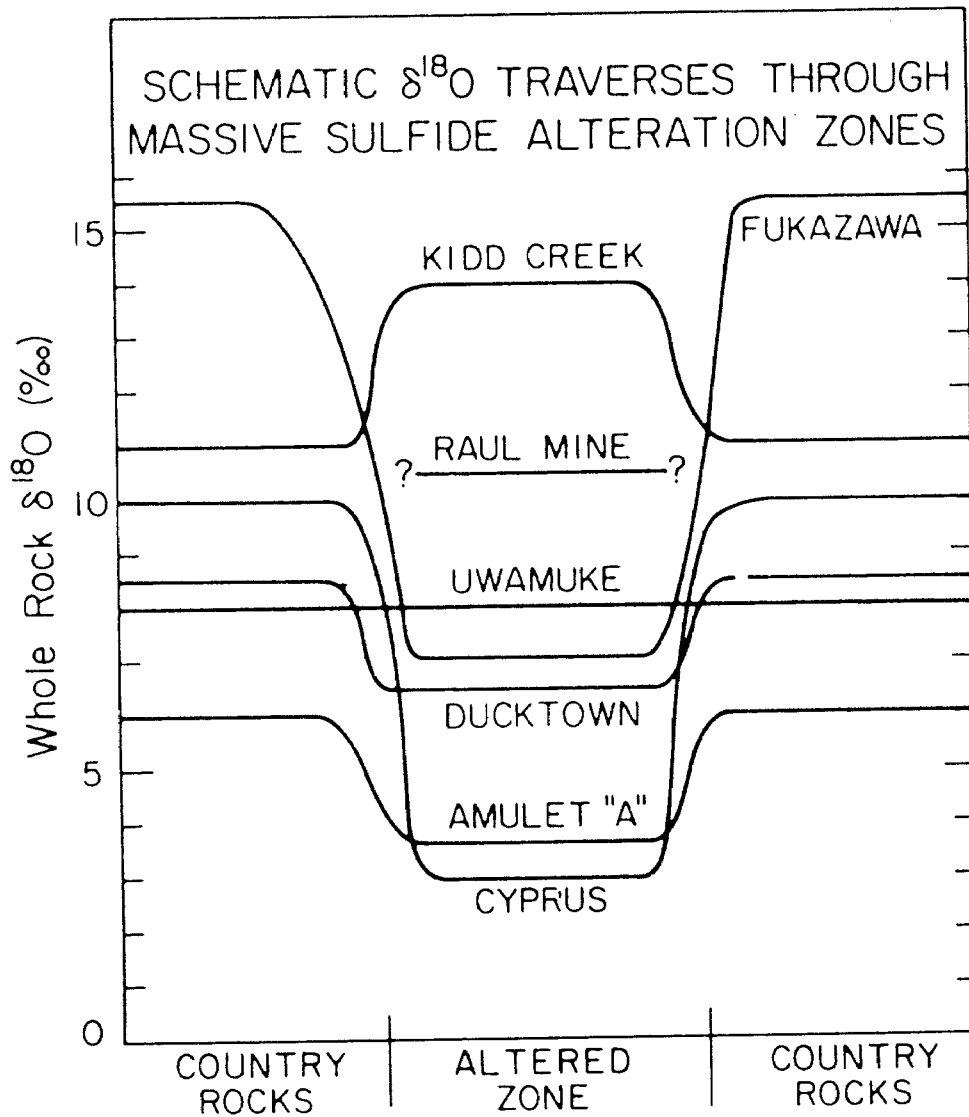 SCHEMATIC δ¹⁸O TRAVERSES THROUGH
MASSIVE SULFIDE ALTERATION ZONES
Whole Rock δ¹⁸O (‰)
15
10
5
0
FUKAZAWA
KIDD CREEK
RAUL MINE
? ?
UWAMUKE
DUCKTOWN
AMULET "A"
CYPRUS
COUNTRY
ROCKS
ALTERED
ZONE
COUNTRY
ROCKS